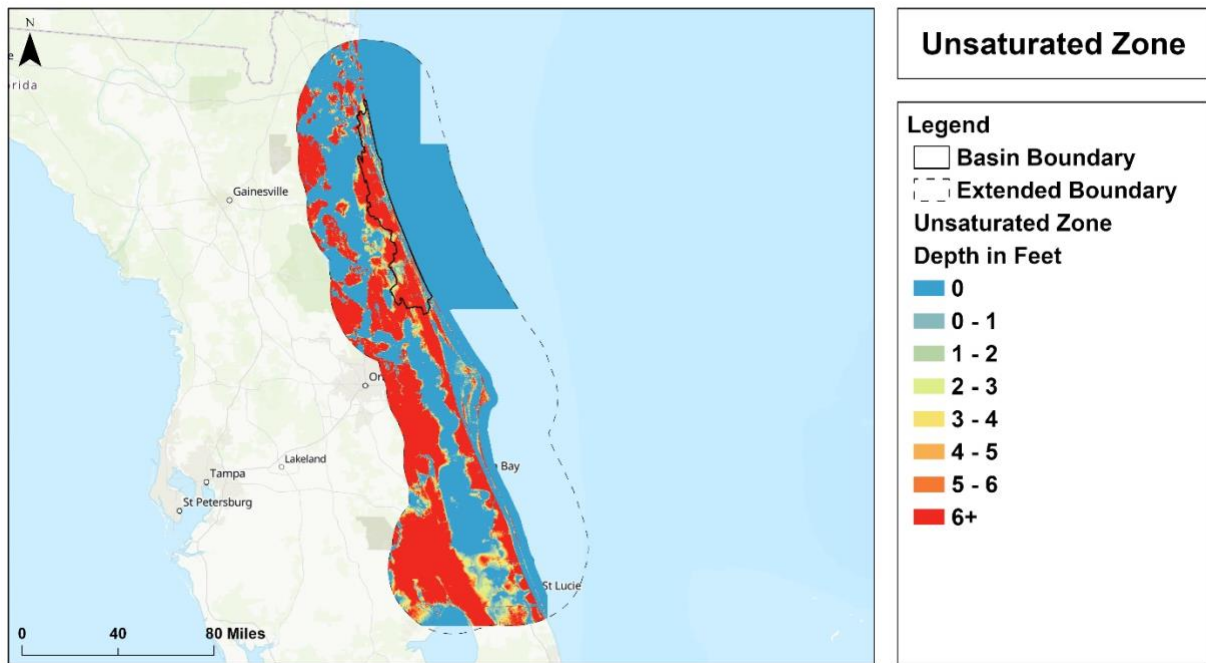 N
orida
Gainesville
Or
Lakeland
Tampa
St Petersburg
Bay
St Lucie
0 40 80 Miles
Unsaturated Zone
Legend
Basin Boundary
Extended Boundary
Unsaturated Zone
Depth in Feet
0
0 - 1
1 - 2
2 - 3
3 - 4
4 - 5
5 - 6
6+